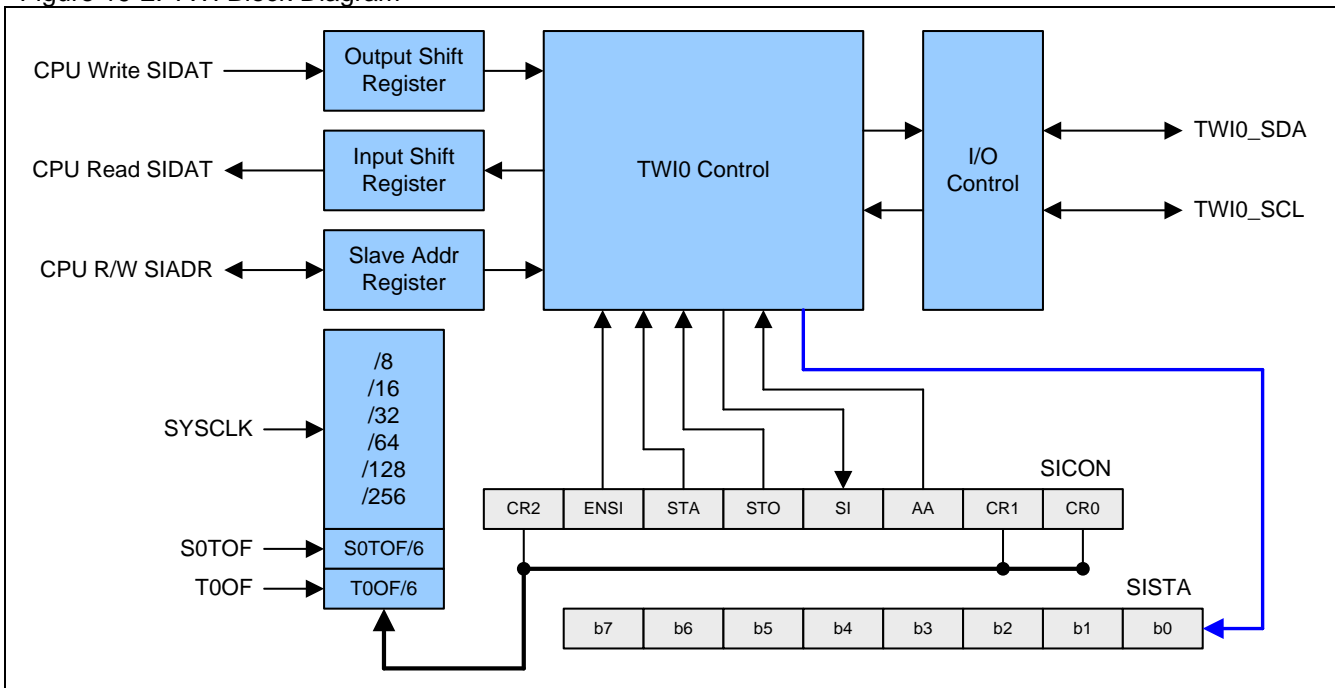 CPU Write SIDAT
Output Shift
Register
CPU Read SIDAT
Input Shift
Register
CPU R/W SIADR
Slave Addr
Register
TWI0 Control
I/O
Control
TWI0_SDA
TWI0_SCL
SYSCLK
/8
/16
/32
/64
/128
/256
S0TOF
S0TOF/6
T0OF
T0OF/6
SICON
CR2 ENSI STA STO SI AA CR1 CR0
SISTA
b7 b6 b5 b4 b3 b2 b1 b0